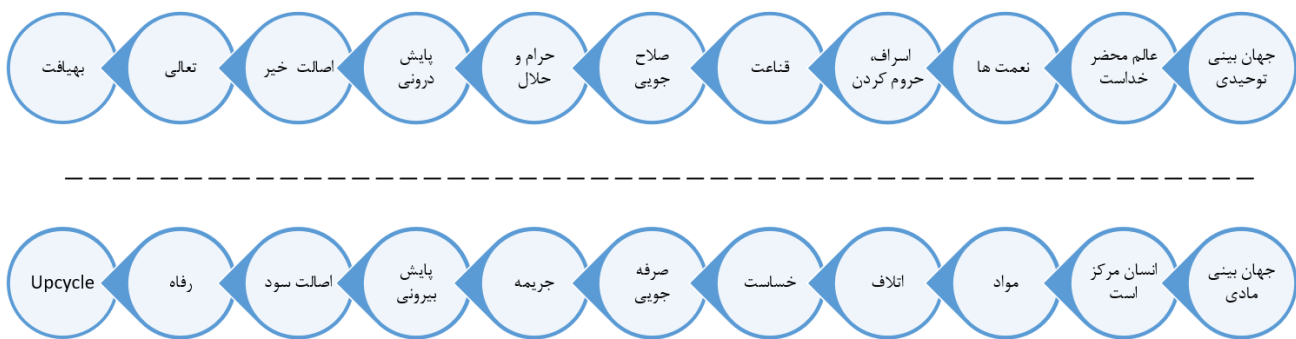 جهان بینی
توحیدی
عالم محضر
خداست
نعمت ها
اسراف،
حروم کردن
قناعت
صلاح
جویی
حرام و
حلال
پایش
درونی
اصالت خیر
تعالی
بهیافت
جهان بینی
مادی
انسان مرکز
است
مواد
اتلاف
خساست
صرفه
جویی
جریمه
پایش
بیرونی
اصالت سود
رفاه
Upcycle